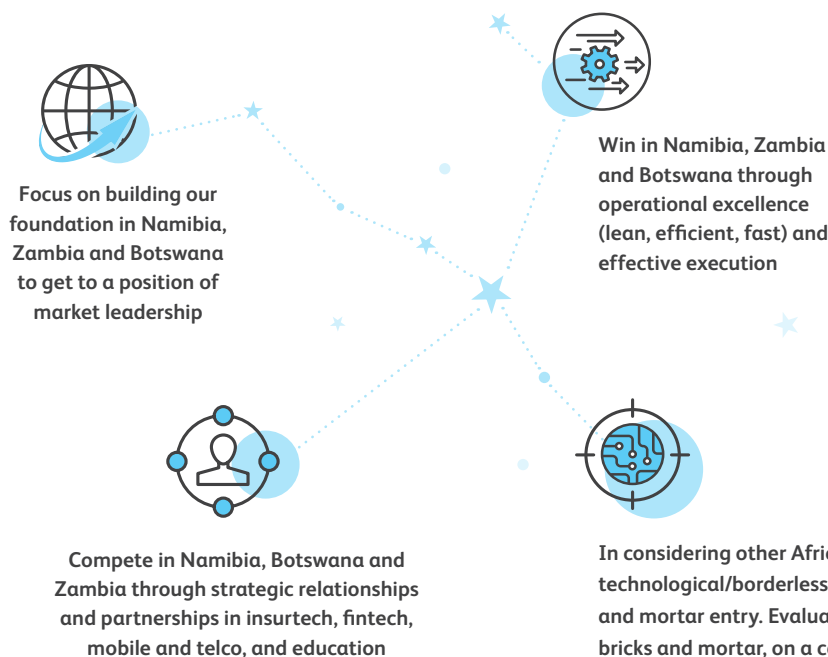 Focus on building our
foundation in Namibia,
Zambia and Botswana
to get to a position of
market leadership
Win in Namibia, Zambia
and Botswana through
operational excellence
(lean, efficient, fast) and
effective execution
Compete in Namibia, Botswana and
Zambia through strategic relationships
and partnerships in insurtech, fintech,
mobile and telco, and education
In considering other
technological/borderless
and mortar entry.
bricks and mortar, on a